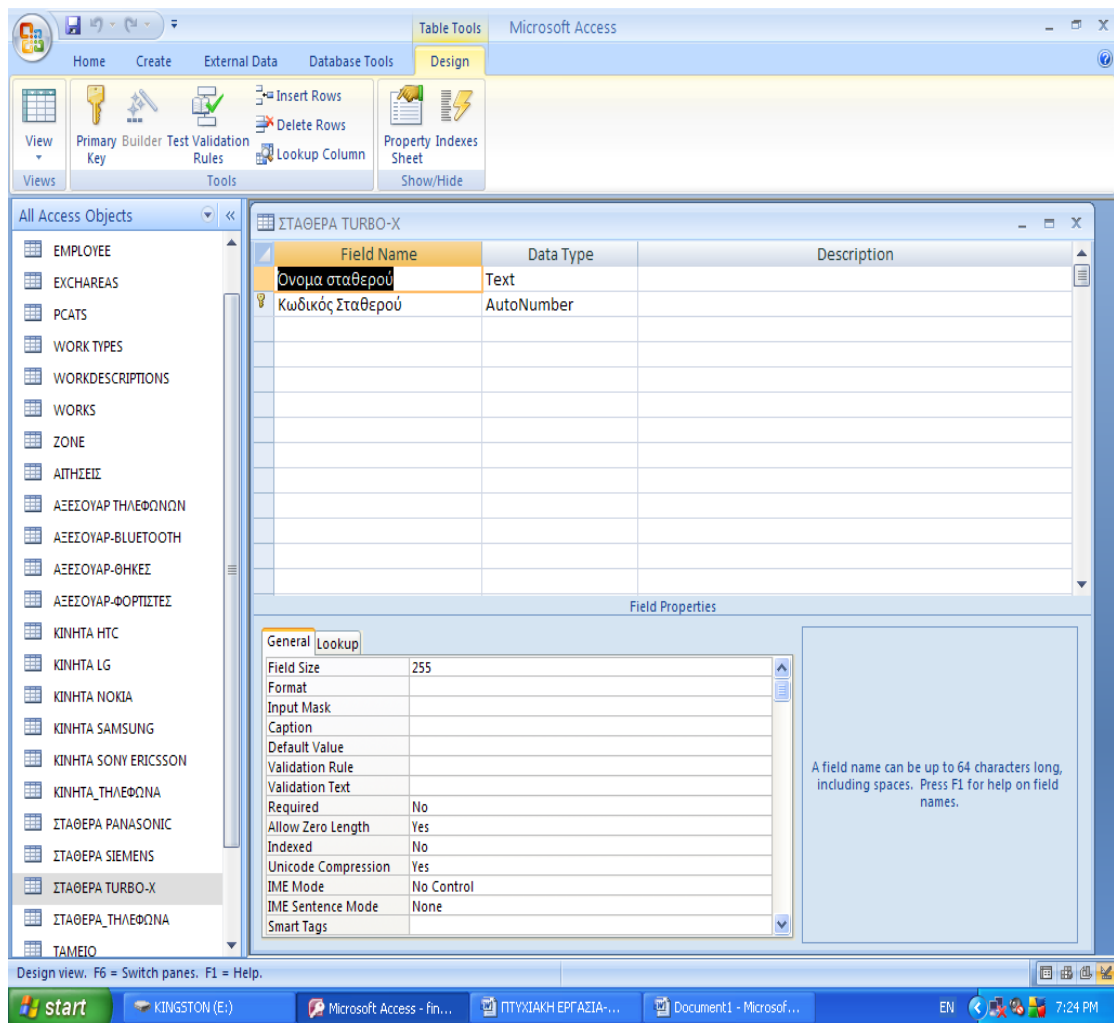 Table Tools Microsoft Access
Home Create External Data Database Tools Design
View
Primary Key
Builder
Test Validation Rules
Insert Rows
Delete Rows
Lookup Column
Property Sheet
Indexes
Views Tools Show/Hide
All Access Objects
EMPLOYEE
EXCHAREAS
PCATS
WORK TYPES
WORKDESCRIPTIONS
WORKS
ZONE
ΑΙΤΗΣΕΙΣ
ΑΞΕΣΟΥΑΡ ΤΗΛΕΦΩΝΩΝ
ΑΞΕΣΟΥΑΡ-BLUETOOTH
ΑΞΕΣΟΥΑΡ-ΘΗΚΕΣ
ΑΞΕΣΟΥΑΡ-ΦΟΡΤΙΣΤΕΣ
ΚΙΝΗΤΑ HTC
ΚΙΝΗΤΑ LG
ΚΙΝΗΤΑ NOKIA
ΚΙΝΗΤΑ SAMSUNG
ΚΙΝΗΤΑ SONY ERICSSON
ΚΙΝΗΤΑ_ΤΗΛΕΦΩΝΑ
ΣΤΑΘΕΡΑ PANASONIC
ΣΤΑΘΕΡΑ SIEMENS
ΣΤΑΘΕΡΑ TURBO-X
ΣΤΑΘΕΡΑ_ΤΗΛΕΦΩΝΑ
ΤΑΜΕΙΟ
ΣΤΑΘΕΡΑ TURBO-X
Field Name Data Type Description
Όνομα σταθερού Text
Κωδικός Σταθερού AutoNumber
Field Properties
General Lookup
Field Size 255
Format
Input Mask
Caption
Default Value
Validation Rule
Validation Text
Required No
Allow Zero Length Yes
Indexed No
Unicode Compression Yes
IME Mode No Control
IME Sentence Mode None
Smart Tags
A field name can be up to 64 characters long,
including spaces. Press F1 for help on field
names.
Design view. F6 = Switch panes. F1 = Help.
start KINGSTON (E:) Microsoft Access - fin... ΠΤΥΧΙΑΚΗ ΕΡΓΑΣΙΑ-... Document1 - Microsof... EN 7:24 PM